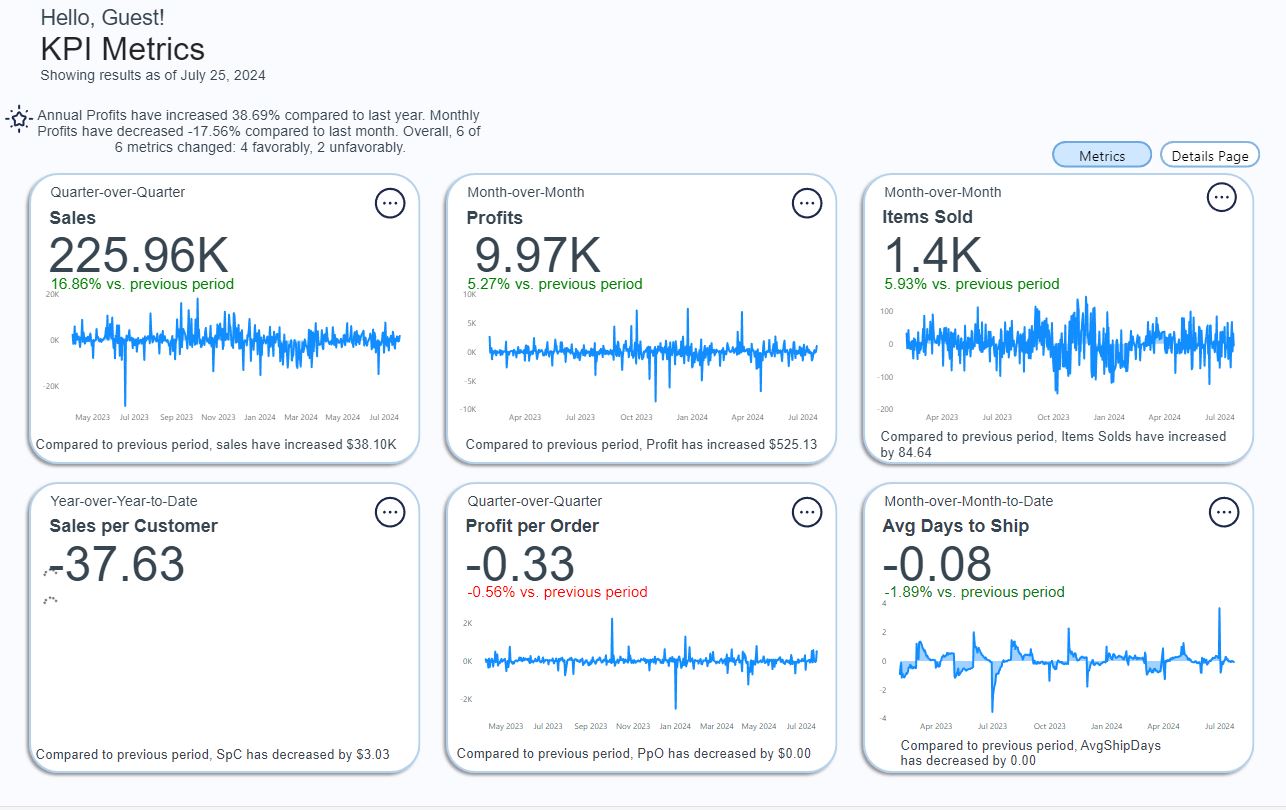 Hello, Guest!
KPI Metrics
Showing results as of July 25, 2024
Annual Profits have increased 38.69% compared to last year. Monthly
Profits have decreased -17.56% compared to last month. Overall, 6 of
6 metrics changed: 4 favorably, 2 unfavorably.
Metrics
Details Page
Quarter-over-Quarter
Sales
225.96K
16.86% vs. previous period
20K
0K
-20K
May 2023 Jul 2023 Sep 2023 Nov 2023 Jan 2024 Mar 2024 May 2024 Jul 2024
Compared to previous period, sales have increased $38.10K
Month-over-Month
Profits
9.97K
5.27% vs. previous period
10K
5K
0K
-5K
-10K
Apr 2023 Jul 2023 Oct 2023 Jan 2024 Apr 2024 Jul 2024
Compared to previous period, Profit has increased $525.13
Month-over-Month
Items Sold
1.4K
5.93% vs. previous period
100
0
-100
-200
Apr 2023 Jul 2023 Oct 2023 Jan 2024 Apr 2024 Jul 2024
Compared to previous period, Items Solds have increased
by 84.64
Year-over-Year-to-Date
Sales per Customer
-37.63
Compared to previous period, SpC has decreased by $3.03
Quarter-over-Quarter
Profit per Order
-0.33
-0.56% vs. previous period
2K
0K
-2K
May 2023 Jul 2023 Sep 2023 Nov 2023 Jan 2024 Mar 2024 May 2024 Jul 2024
Compared to previous period, PpO has decreased by $0.00
Month-over-Month-to-Date
Avg Days to Ship
-0.08
-1.89% vs. previous period
4
2
0
-2
-4
Apr 2023 Jul 2023 Oct 2023 Jan 2024 Apr 2024 Jul 2024
Compared to previous period, AvgShipDays
has decreased by 0.00